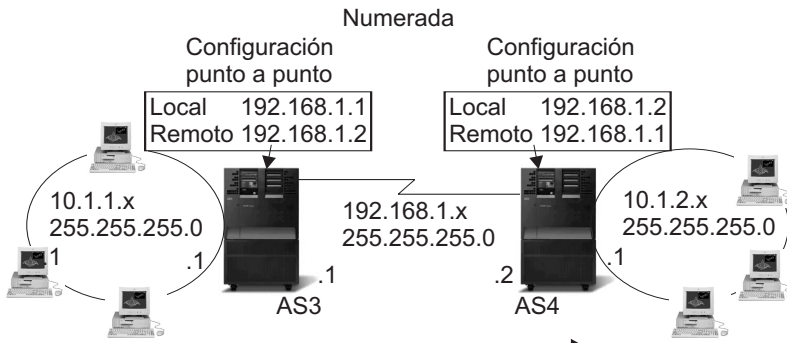 Numerada
Configuración
punto a punto
Local 192.168.1.1
Remoto 192.168.1.2
Configuración
punto a punto
Local 192.168.1.2
Remoto 192.168.1.1
10.1.1.x
255.255.255.0
.1
.1
192.168.1.x
255.255.255.0
.1
.2
10.1.2.x
255.255.255.0
.1
AS3
AS4